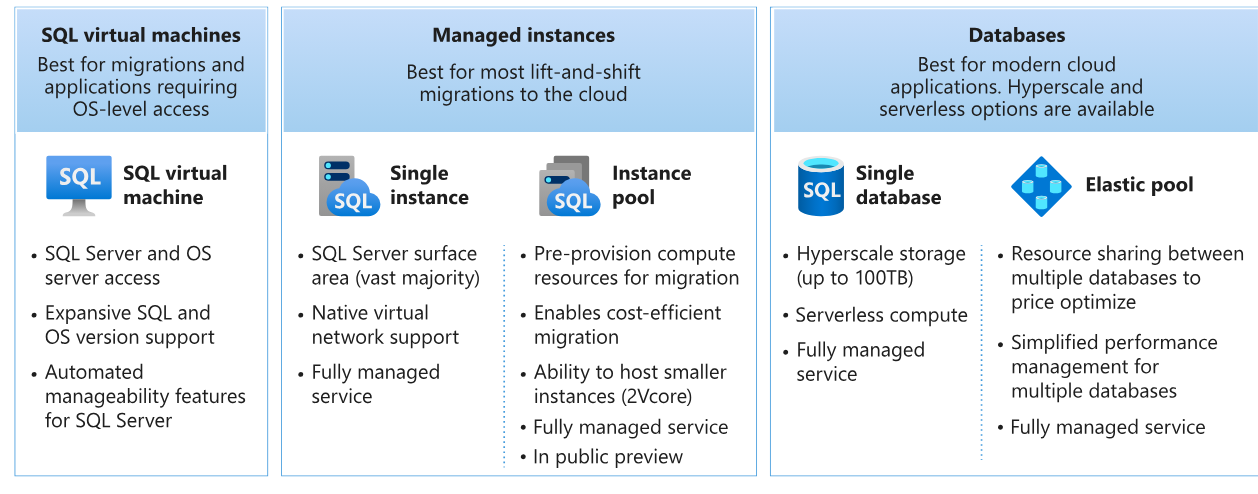 SQL virtual machines
Best for migrations and
applications requiring
OS-level access
SQL
SQL virtual
machine
• SQL Server and OS
server access
• Expansive SQL and
OS version support
• Automated
manageability features
for SQL Server
Managed instances
Best for most lift-and-shift
migrations to the cloud
SQL
Single
instance
• SQL Server surface
area (vast majority)
• Native virtual
network support
• Fully managed
service
SQL
Instance
pool
• Pre-provision compute
resources for migration
• Enables cost-efficient
migration
• Ability to host smaller
instances (2Vcore)
• Fully managed service
• In public preview
Databases
Best for modern cloud
applications. Hyperscale and
serverless options are available
SQL
Single
database
• Hyperscale storage
(up to 100TB)
• Serverless compute
• Fully managed
service
Elastic pool
• Resource sharing between
multiple databases to
price optimize
• Simplified performance
management for
multiple databases
• Fully managed service